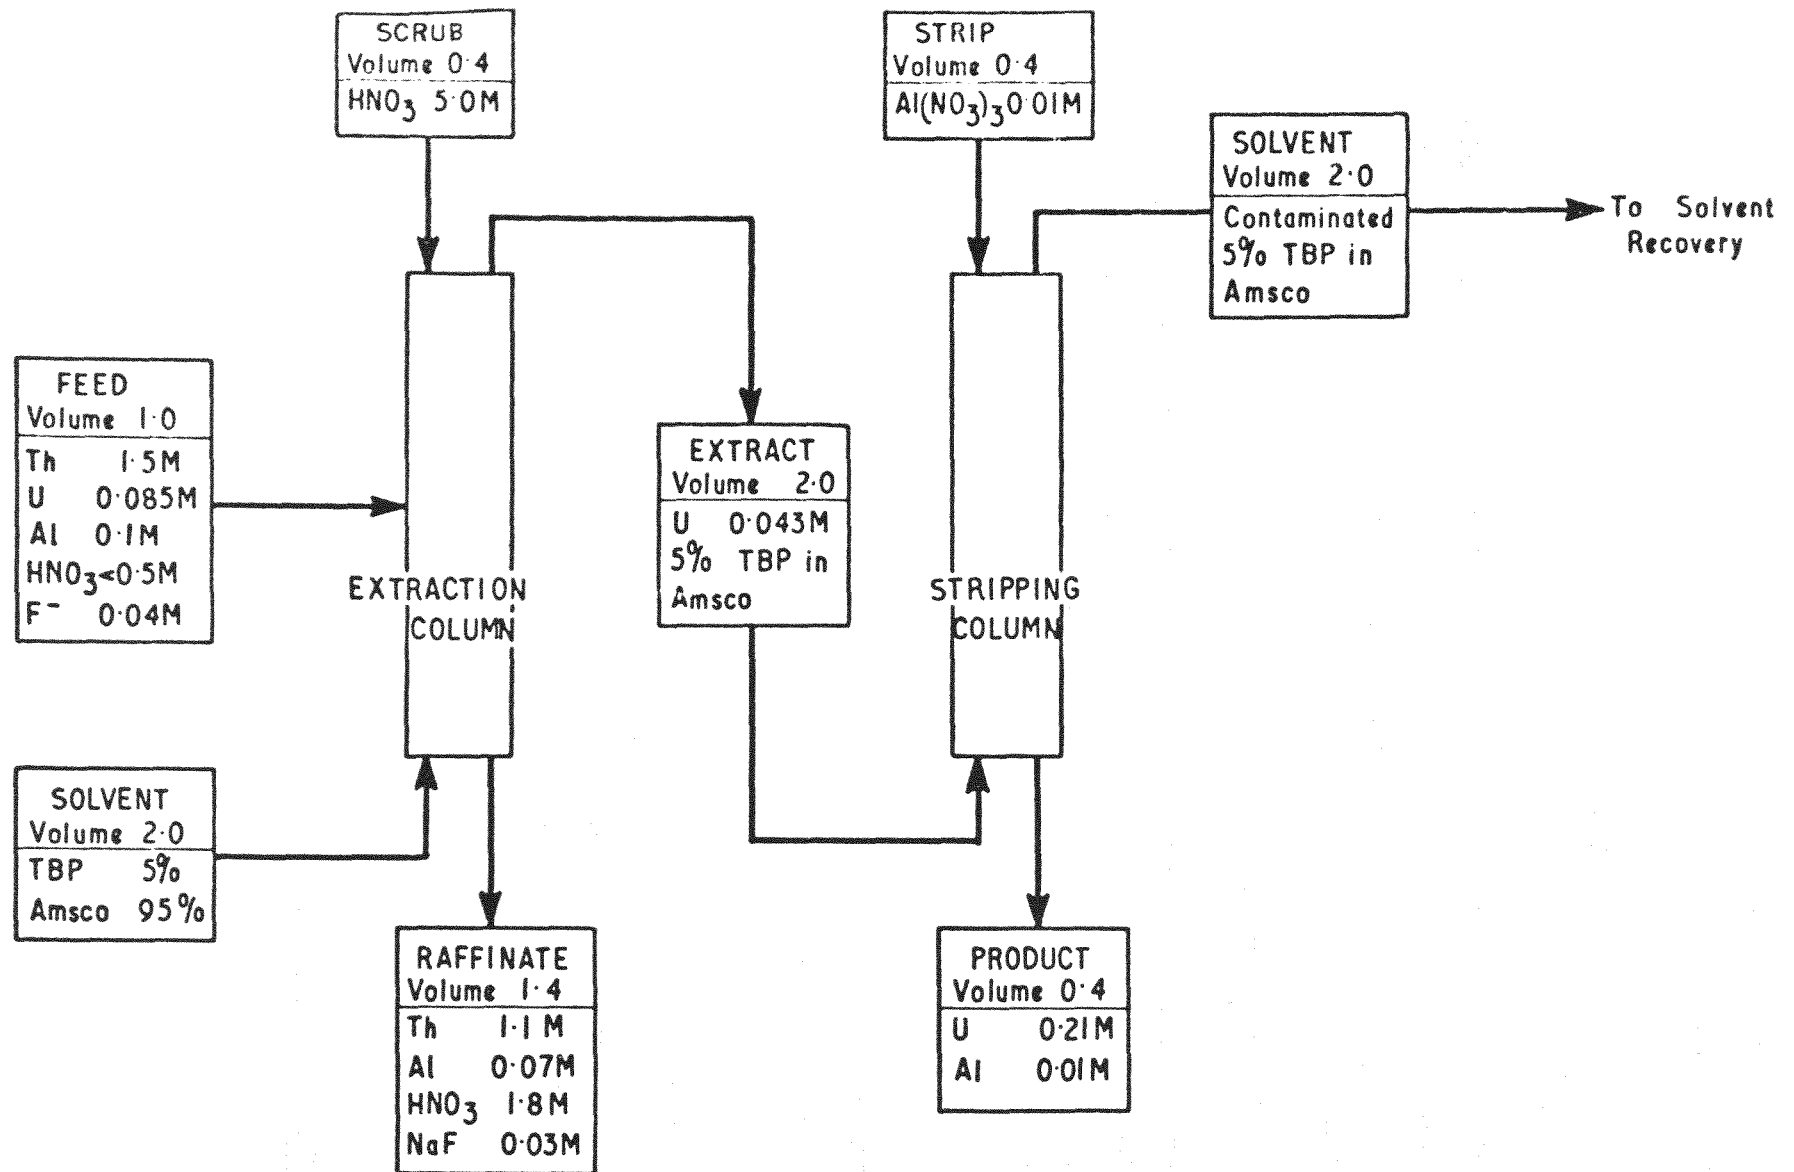 SCRUB
Volume 0·4
HNO3 5·0M
STRIP
Volume 0·4
Al(NO3)3 0·01M
SOLVENT
Volume 2·0
Contaminated
5% TBP in
Amsco
To Solvent
Recovery
FEED
Volume 1·0
Th 1·5M
U 0·085M
Al 0·1M
HNO3<0·5M
F⁻ 0·04M
EXTRACTION
COLUMN
EXTRACT
Volume 2·0
U 0·043M
5% TBP in
Amsco
STRIPPING
COLUMN
SOLVENT
Volume 2·0
TBP 5%
Amsco 95%
RAFFINATE
Volume 1·4
Th 1·1 M
Al 0·07M
HNO3 1·8M
NaF 0·03M
PRODUCT
Volume 0·4
U 0·21M
Al 0·01M